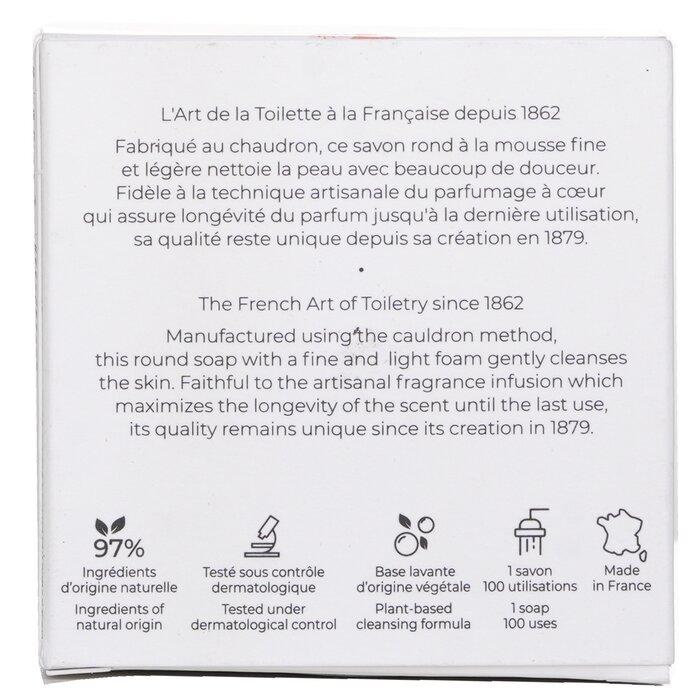 L'Art de la Toilette à la Française depuis 1862
Fabriqué au chaudron, ce savon rond à la mousse fine
et légère nettoie la peau avec beaucoup de douceur.
Fidèle à la technique artisanale du parfumage à cœur
qui assure longévité du parfum jusqu'à la dernière utilisation,
sa qualité reste unique depuis sa création en 1879.
•
The French Art of Toiletry since 1862
Manufactured using the cauldron method,
this round soap with a fine and light foam gently cleanses
the skin. Faithful to the artisanal fragrance infusion which
maximizes the longevity of the scent until the last use,
its quality remains unique since its creation in 1879.
97%
Ingrédients
d'origine naturelle
Ingredients of
natural origin
Testé sous contrôle
dermatologique
Tested under
dermatological control
Base lavante
d'origine végétale
Plant-based
cleansing formula
1 savon
100 utilisations
1 soap
100 uses
Made
in France